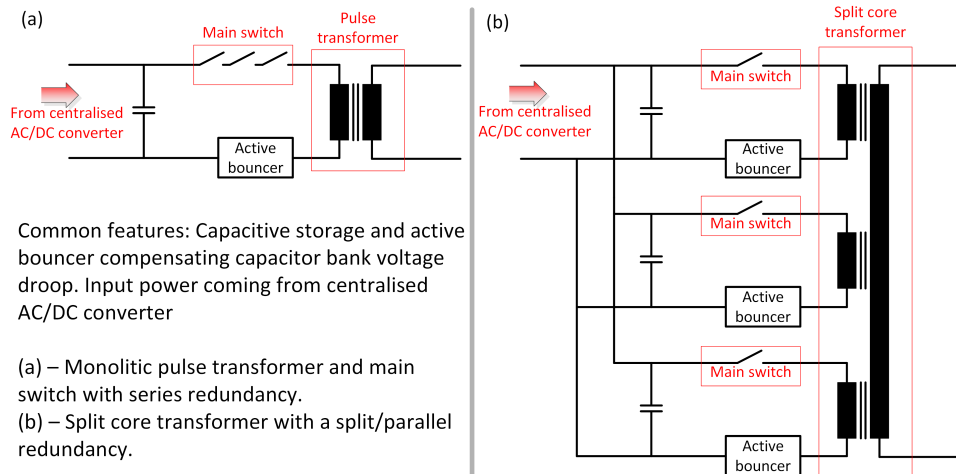 (a)
Main switch
Pulse
transformer
From centralised
AC/DC converter
Active
bouncer
Common features: Capacitive storage and active
bouncer compensating capacitor bank voltage
droop. Input power coming from centralised
AC/DC converter
(a) – Monolitic pulse transformer and main
switch with series redundancy.
(b) – Split core transformer with a split/parallel
redundancy.
(b)
Split core
transformer
Main switch
From centralised
AC/DC converter
Active
bouncer
Main switch
Active
bouncer
Main switch
Active
bouncer